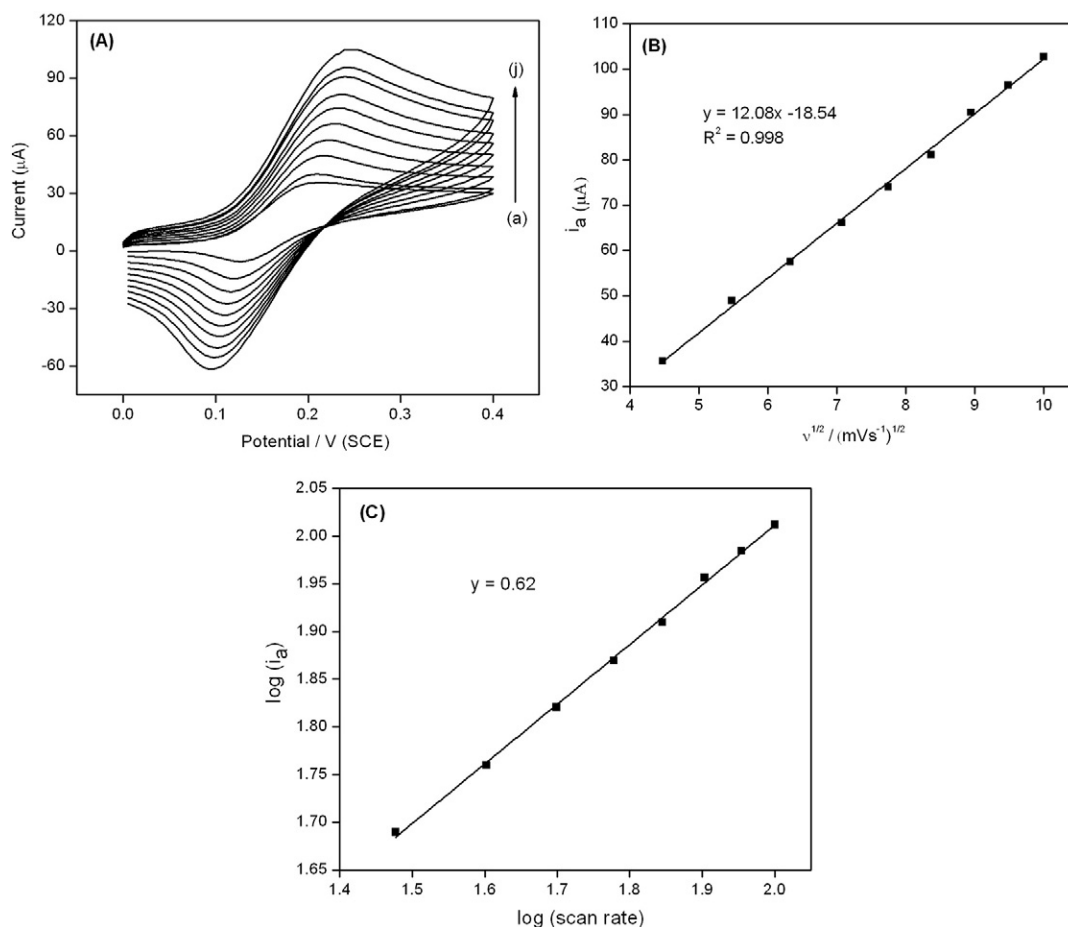 (A)
120
90
60
30
0
-30
-60
Current (µA)
(j)
(a)
0.0 0.1 0.2 0.3 0.4
Potential / V (SCE)
(B)
110
100
90
80
70
60
50
40
30
i_a (µA)
y = 12.08x -18.54
R² = 0.998
4 5 6 7 8 9 10
ν^1/2 / (mVs^-1)^1/2
(C)
2.05
2.00
1.95
1.90
1.85
1.80
1.75
1.70
1.65
log (i_a)
y = 0.62
1.4 1.5 1.6 1.7 1.8 1.9 2.0
log (scan rate)